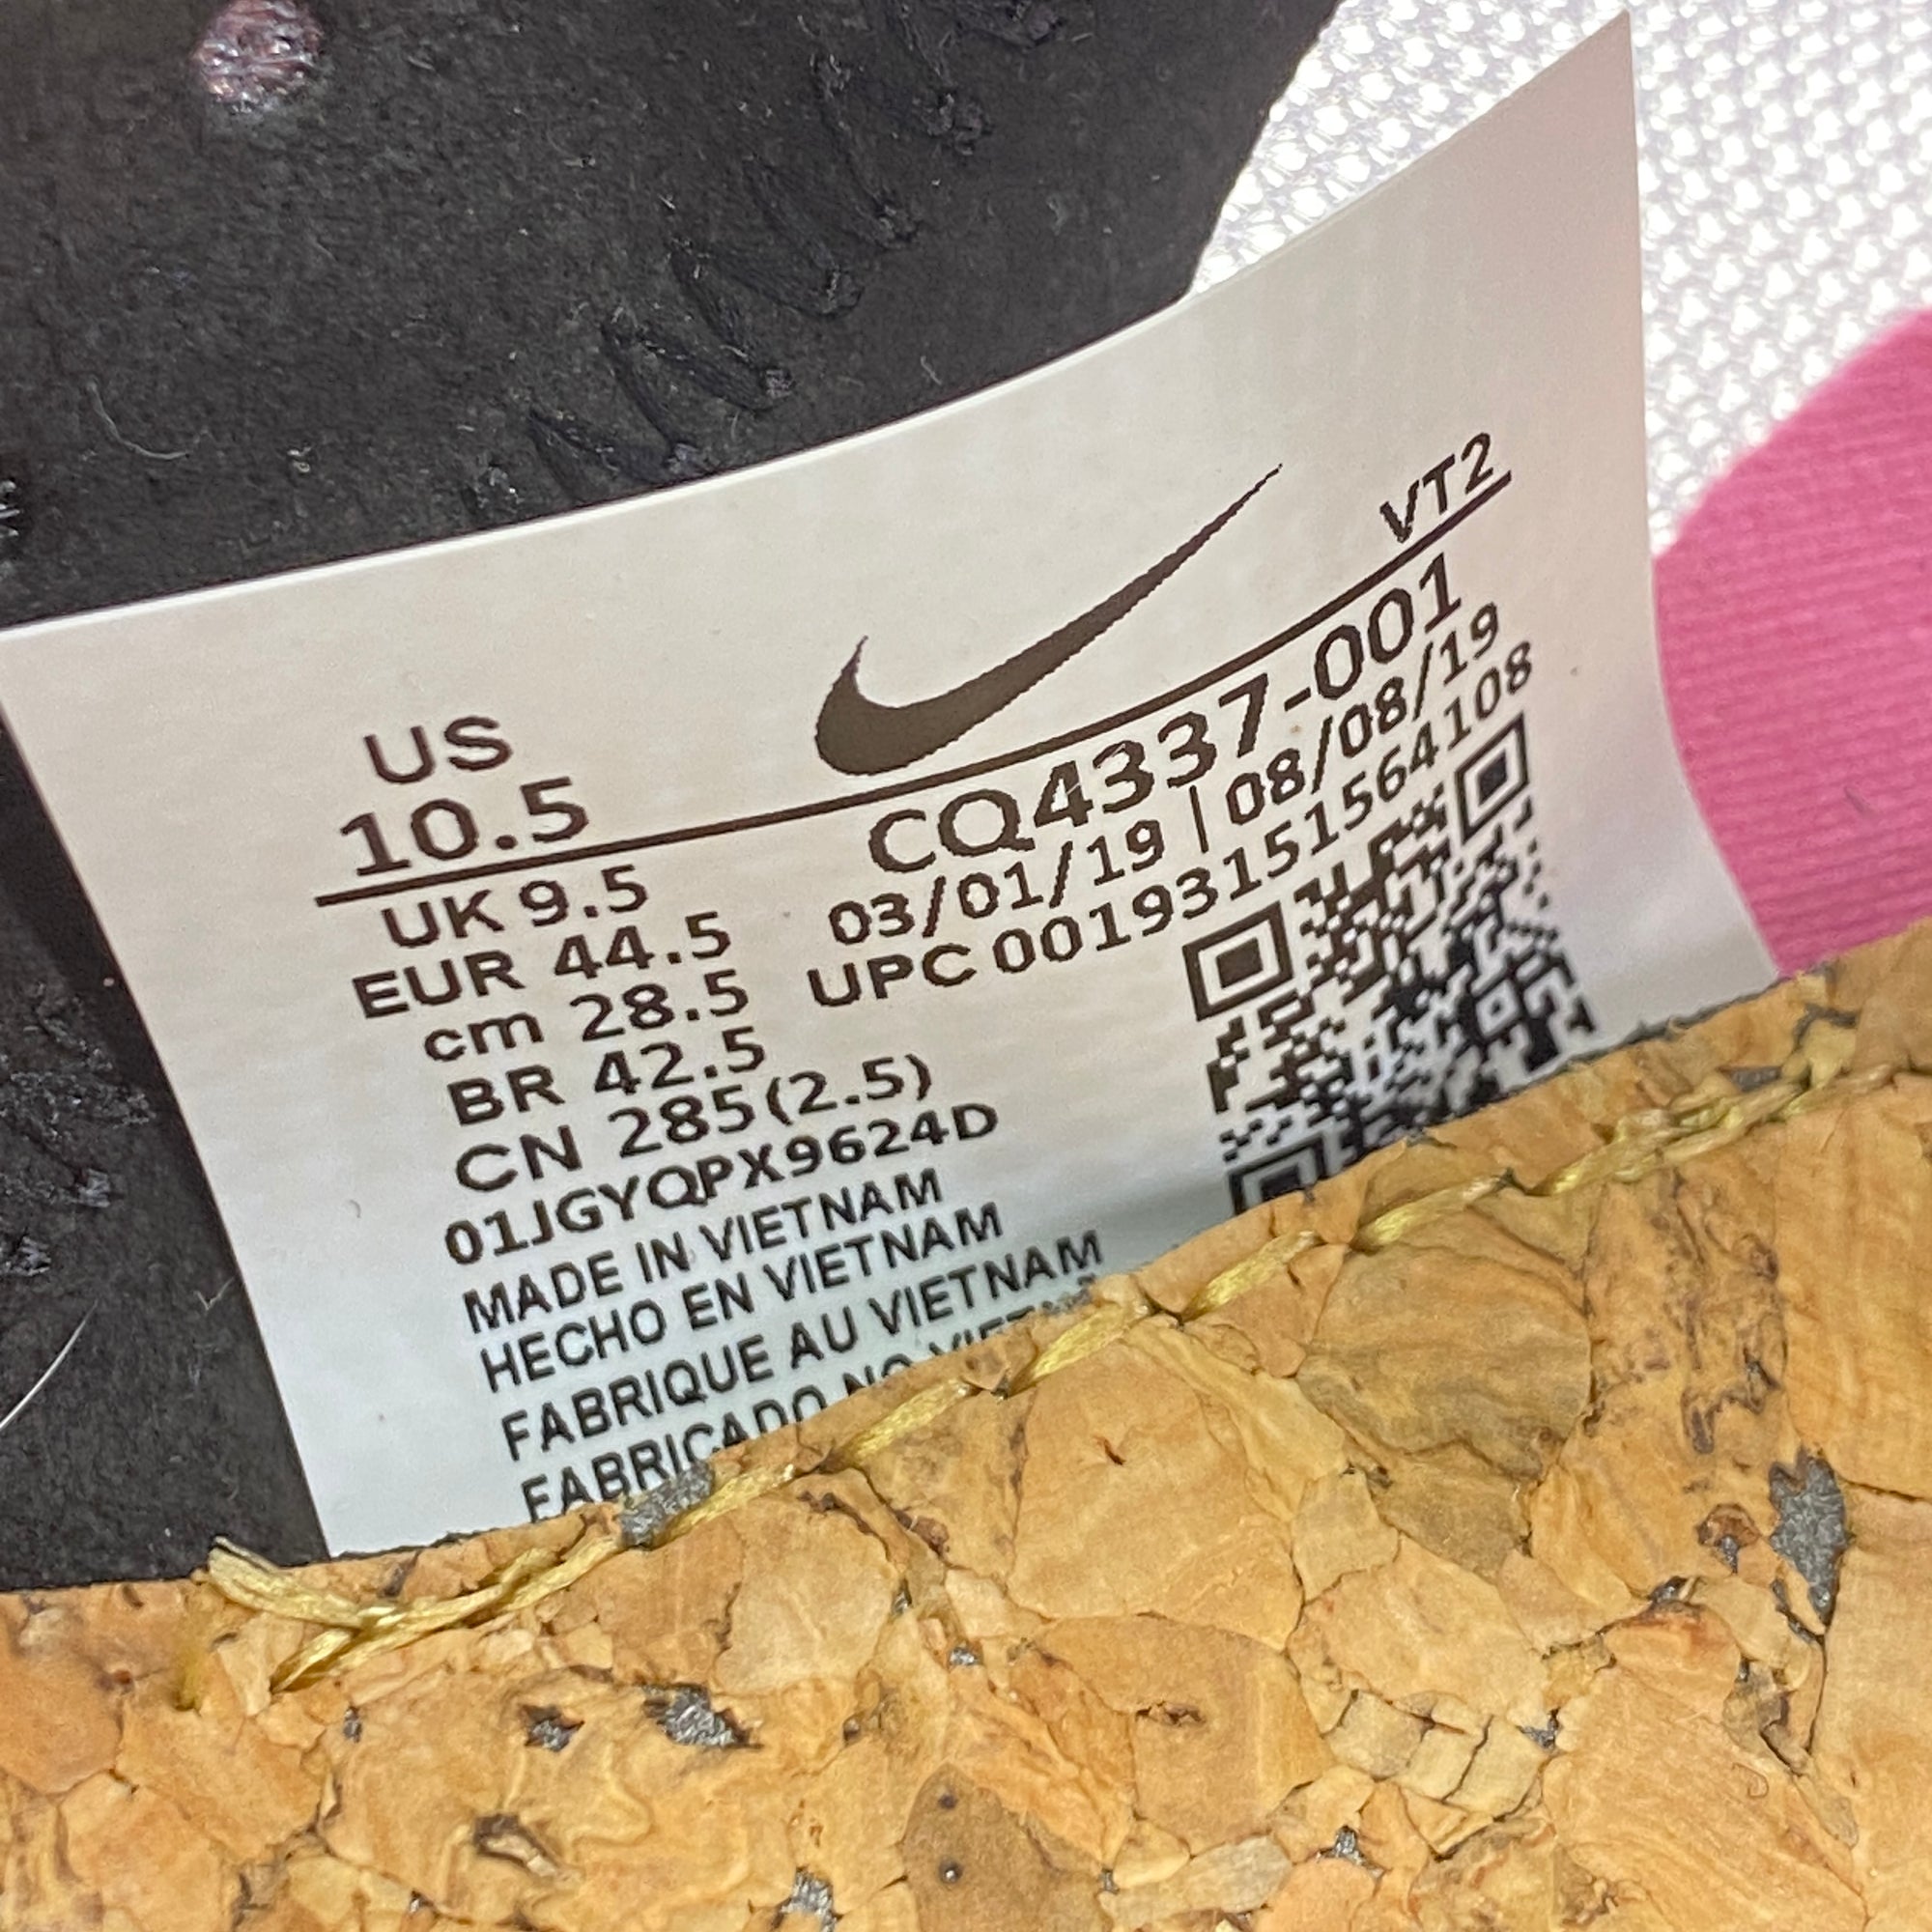 VT2
US
10.5
CQ4337-001
03/01/19 | 08/08/19
UPC 00193151564108
UK 9.5
EUR 44.5
cm 28.5
BR 42.5
CN 285(2.5)
01JGYQPX9624D
MADE IN VIETNAM
HECHO EN VIETNAM
FABRIQUE AU VIETNAM
FABRICADO NO